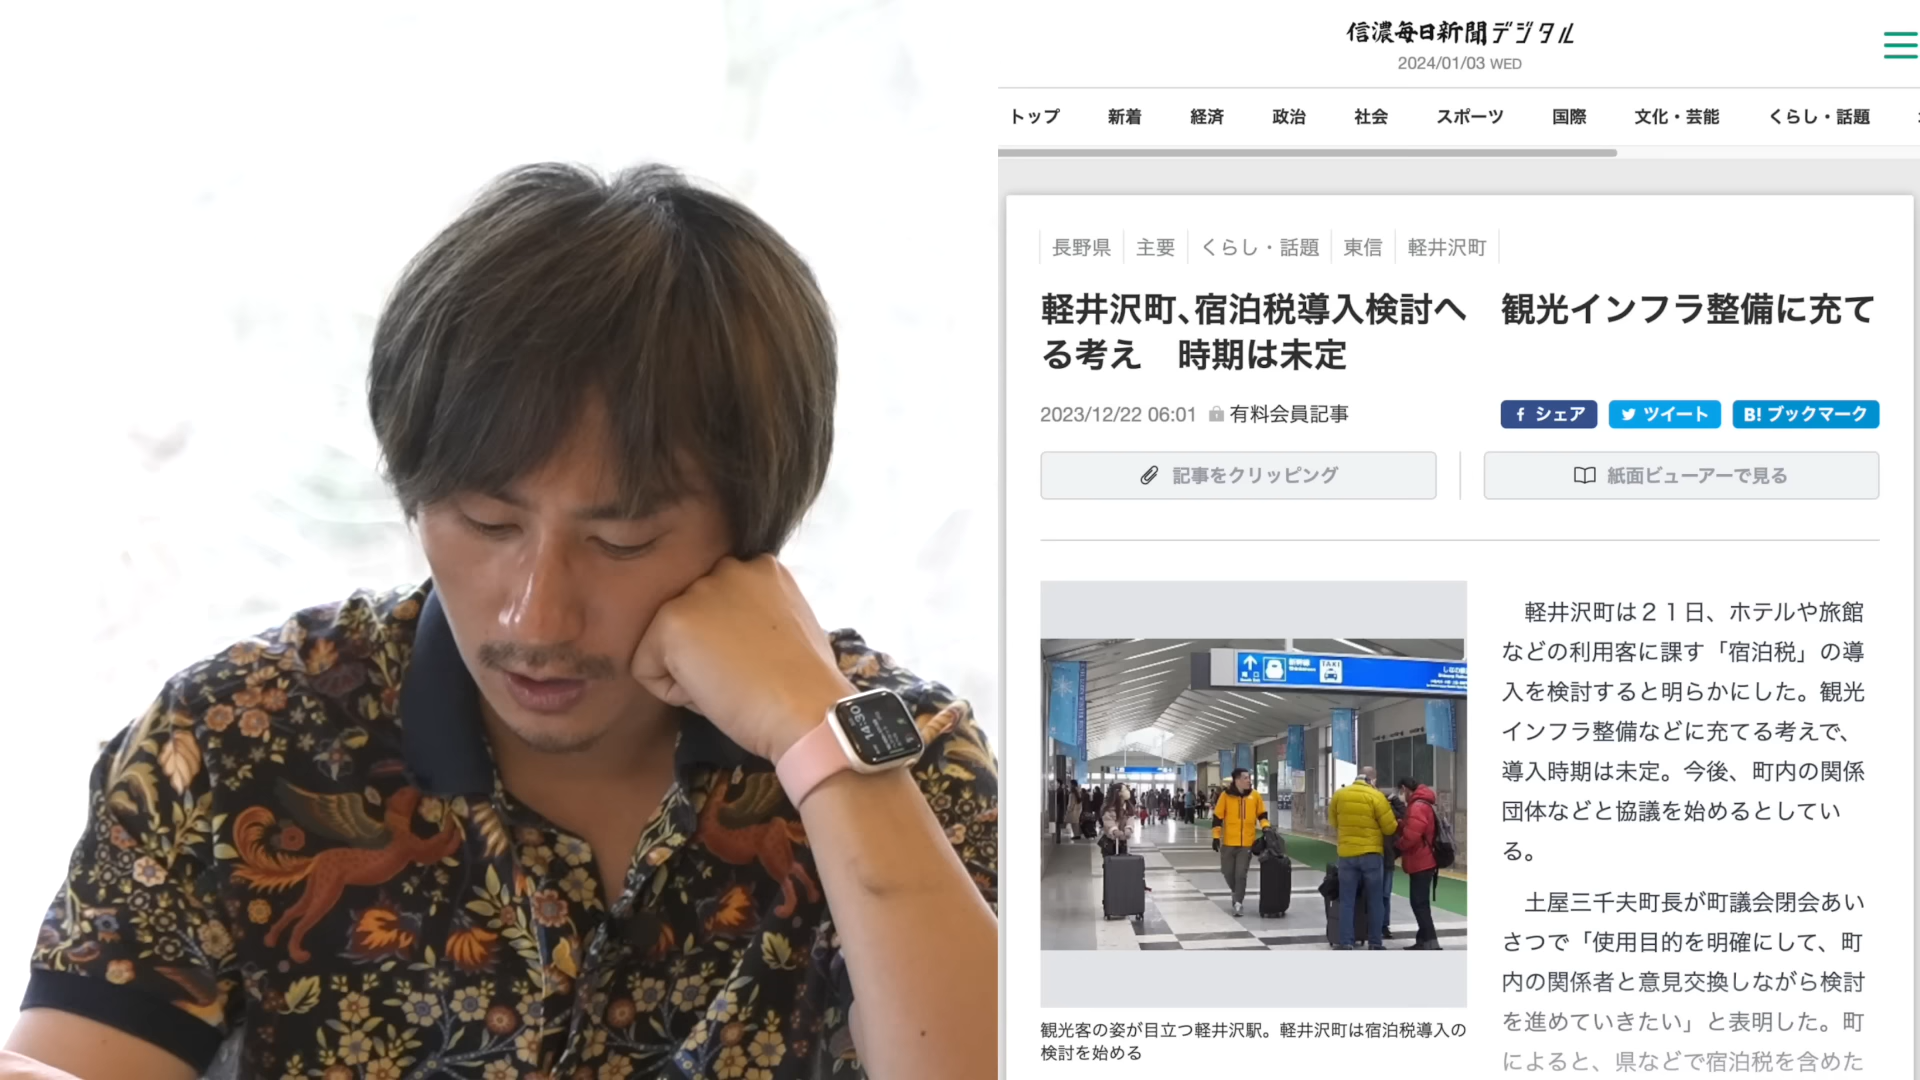 信濃毎日新聞デジタル
2024/01/03 WED
トップ 新着 経済 政治 社会 スポーツ 国際 文化・芸能 くらし・話題
長野県 主要 くらし・話題 東信 軽井沢町
軽井沢町、宿泊税導入検討へ　観光インフラ整備に充て
る考え　時期は未定
2023/12/22 06:01 有料会員記事
シェア ツイート B! ブックマーク
記事をクリッピング 紙面ビューアーで見る
軽井沢町は２１日、ホテルや旅館
などの利用客に課す「宿泊税」の導
入を検討すると明らかにした。観光
インフラ整備などに充てる考えで、
導入時期は未定。今後、町内の関係
団体などと協議を始めるとしてい
る。
土屋三千夫町長が町議会閉会あい
さつで「使用目的を明確にして、町
内の関係者と意見交換しながら検討
を進めていきたい」と表明した。町
によると、県などで宿泊税を含めた
TAXI
観光客の姿が目立つ軽井沢駅。軽井沢町は宿泊税導入の
検討を始める
14:30